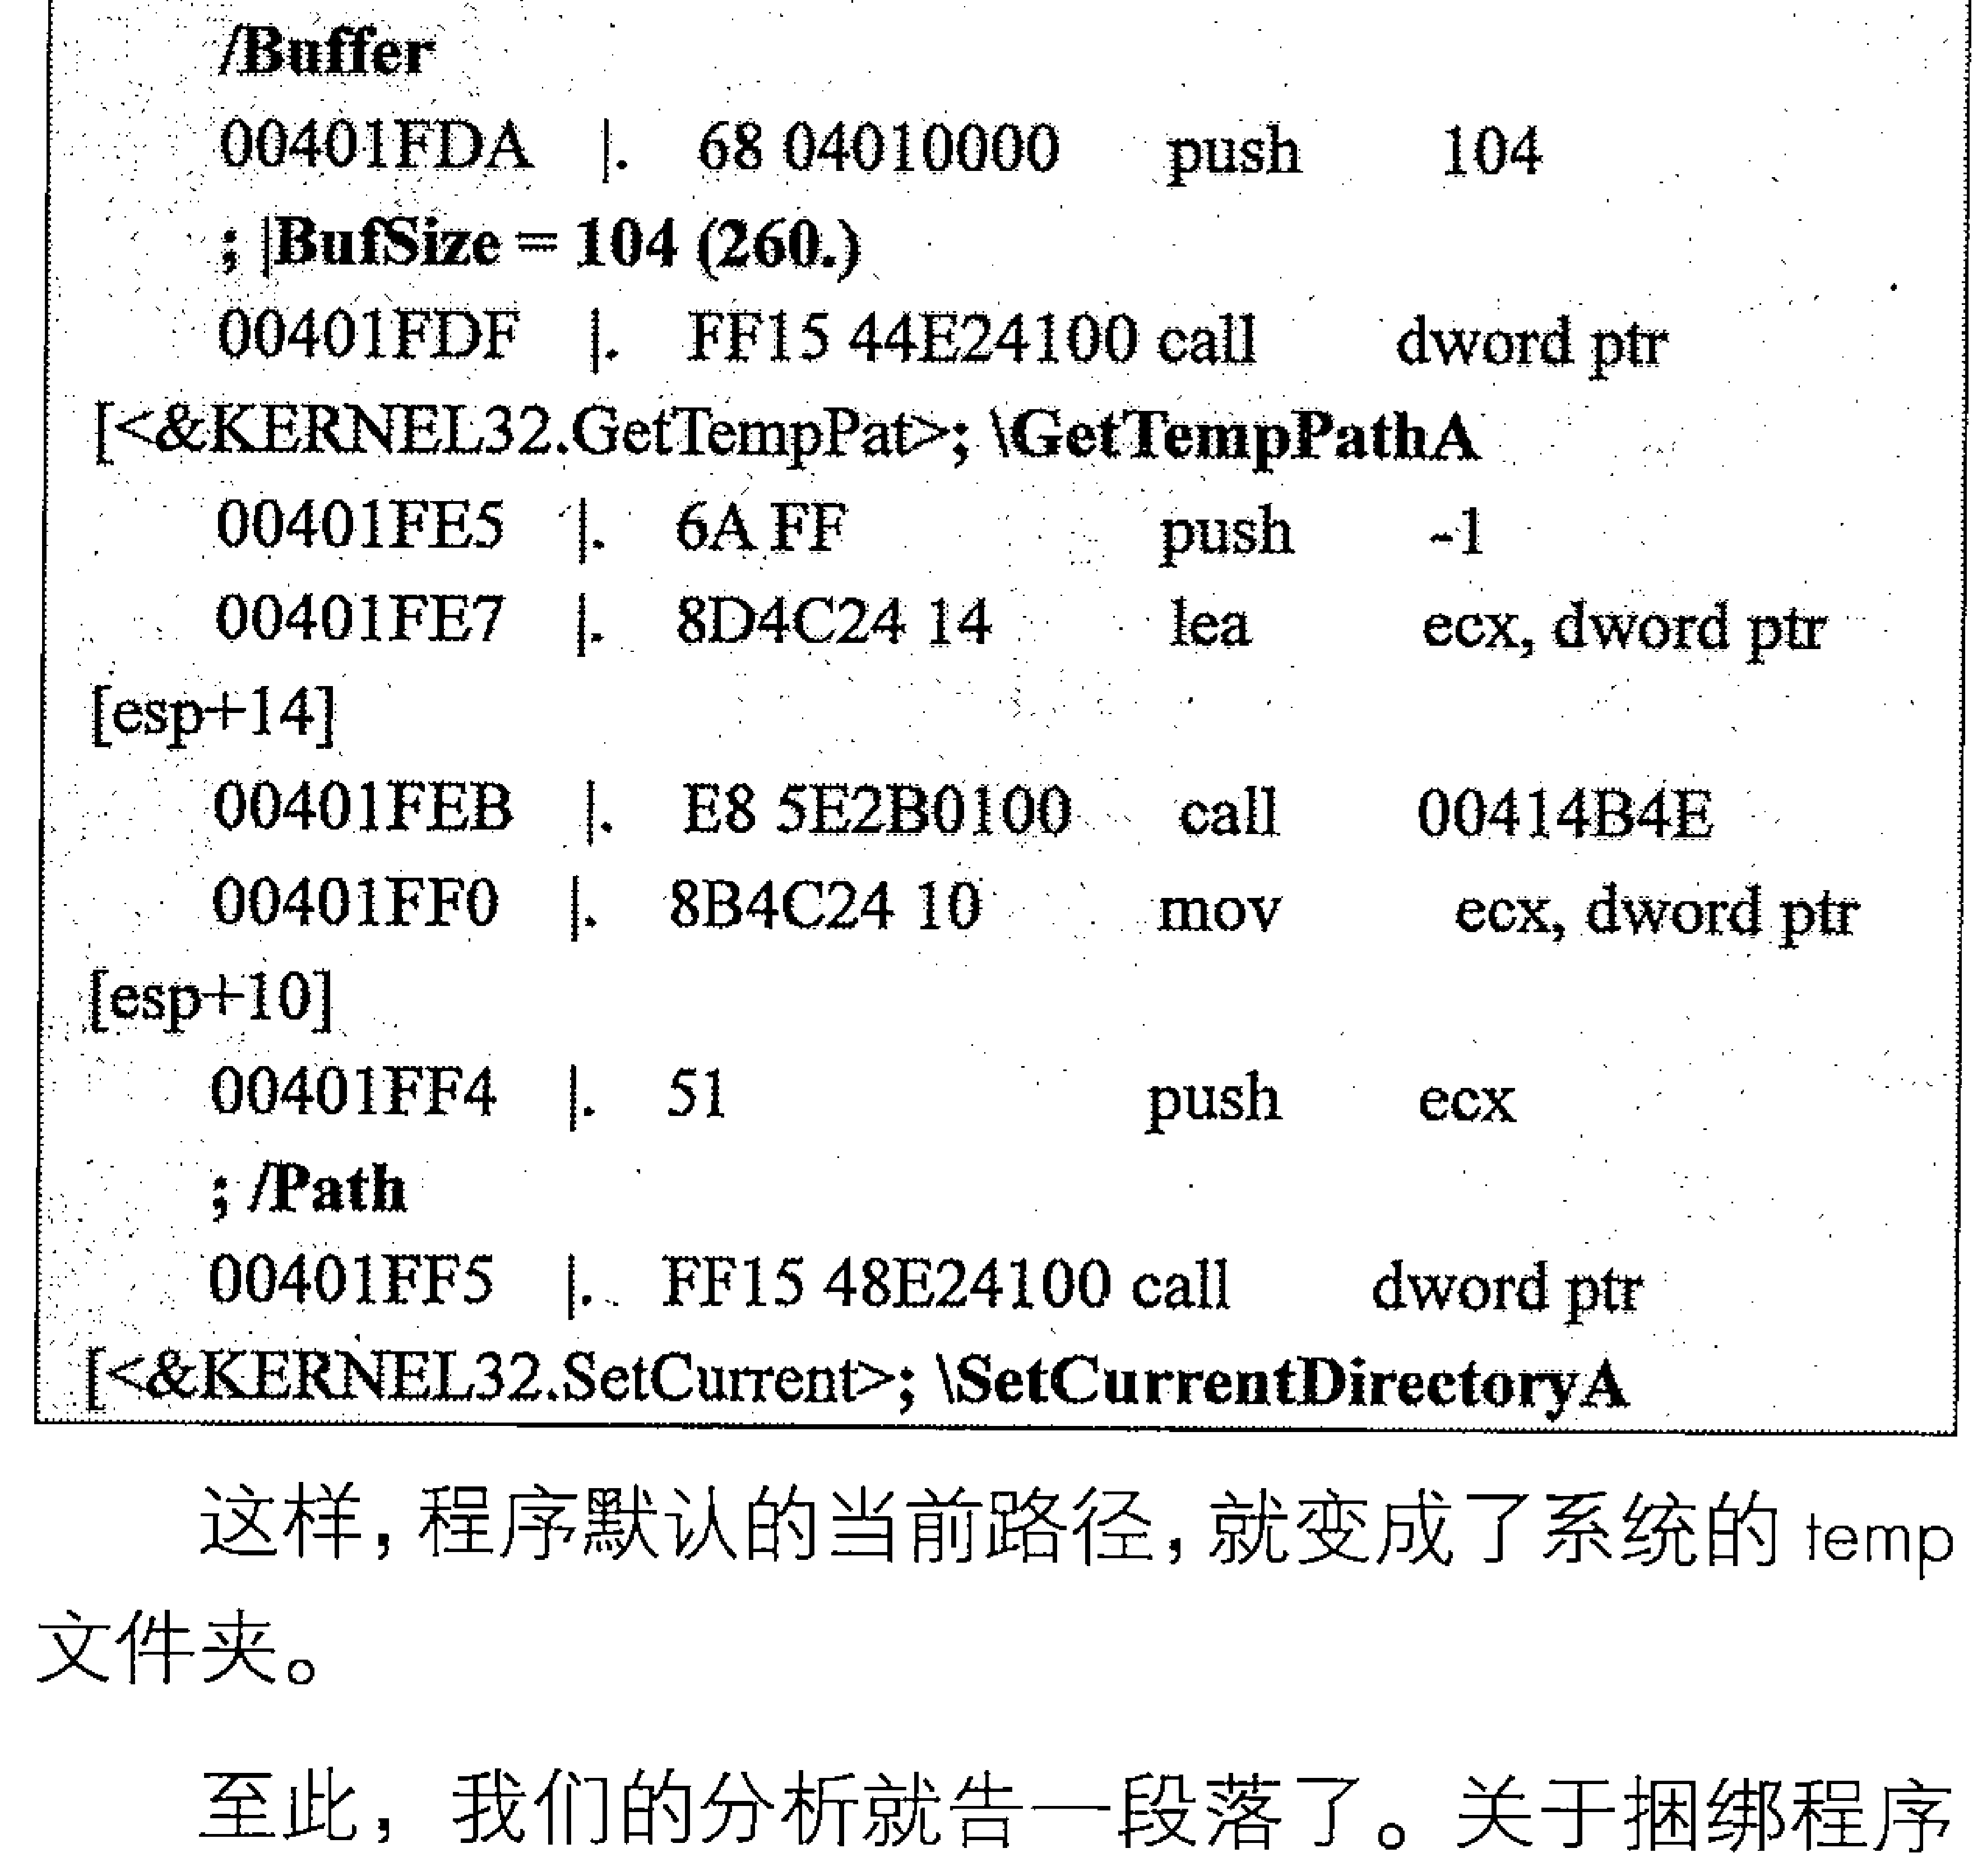 /Buffer
00401FDA |. 68 04010000 push 104
; |BufSize = 104 (260.)
00401FDF |. FF15 44E24100 call dword ptr
[<&KERNEL32.GetTempPat>; \GetTempPathA
00401FE5 |. 6A FF push -1
00401FE7 |. 8D4C24 14 lea ecx, dword ptr
[esp+14]
00401FEB |. E8 5E2B0100 call 00414B4E
00401FF0 |. 8B4C24 10 mov ecx, dword ptr
[esp+10]
00401FF4 |. 51 push ecx
; /Path
00401FF5 |. FF15 48E24100 call dword ptr
[<&KERNEL32.SetCurrent>; \SetCurrentDirectoryA
这样,程序默认的当前路径,就变成了系统的 temp
文件夹。
至此，我们的分析就告一段落了。关于捆绑程序